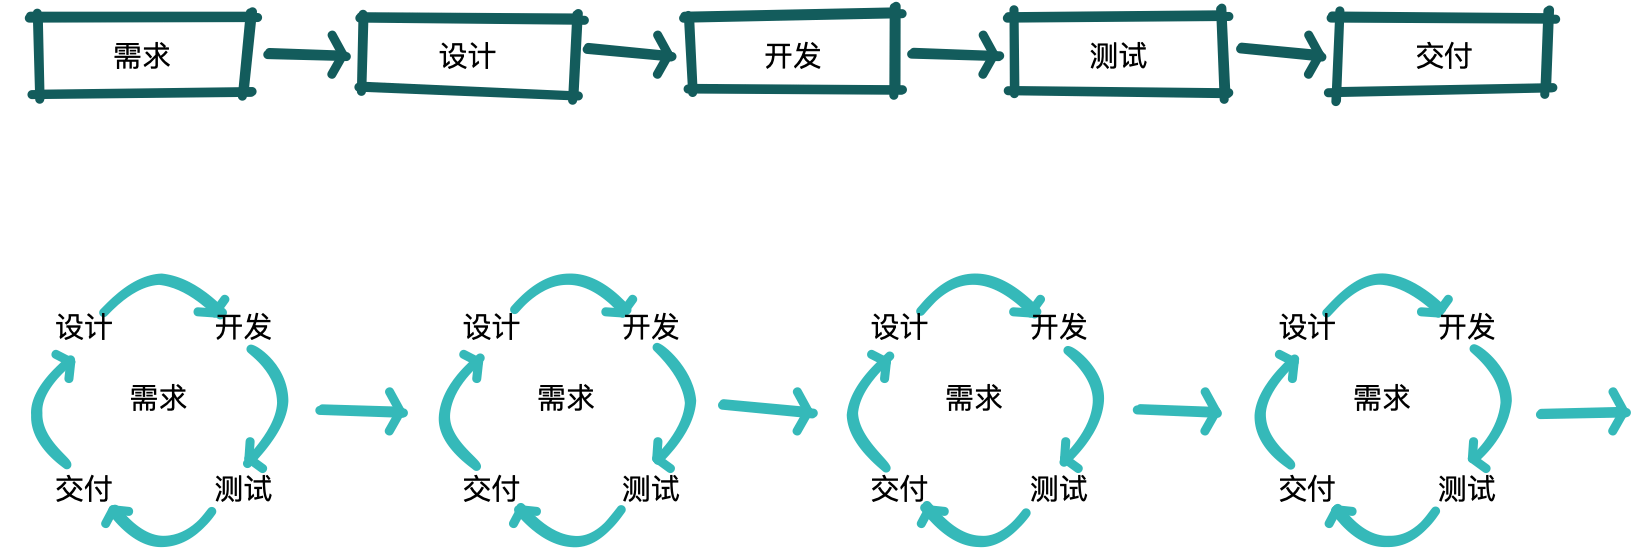 需求 设计 开发 测试 交付
设计 开发 设计 开发 设计 开发 设计 开发
需求 需求 需求 需求
交付 测试 交付 测试 交付 测试 交付 测试